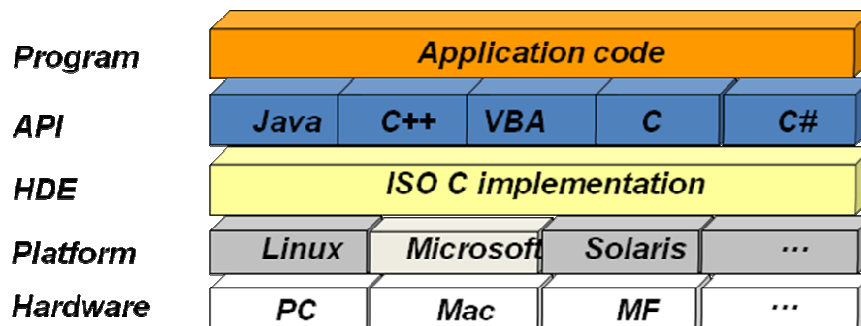 Program Application code
API Java C++ VBA C C#
HDE ISO C implementation
Platform Linux Microsoft Solaris ...
Hardware PC Mac MF ...